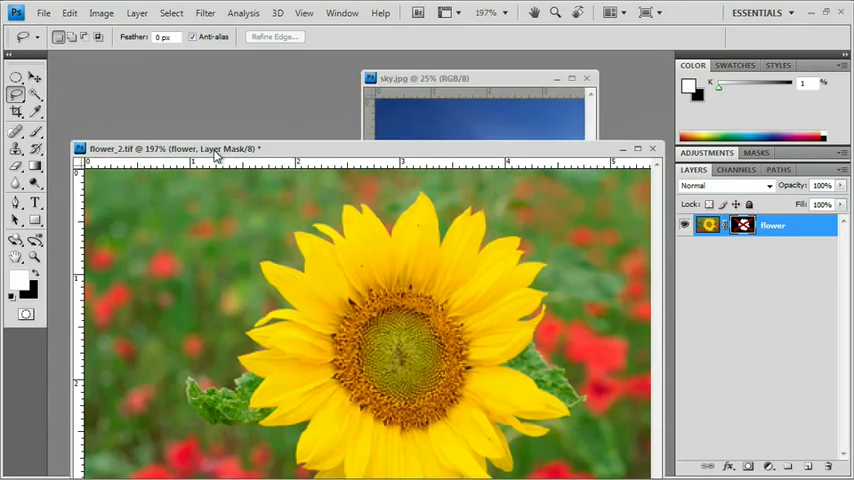 File Edit Image Layer Select Filter Analysis 3D View Window Help Br 197% ESSENTIALS
Feather: 0 px Anti-alias Refine Edge...
sky.jpg @ 25% (RGB/8)
flower_2.tif @ 197% (flower, Layer Mask/8) *
0 1 2 3 4 5
1
2
COLOR SWATCHES STYLES
K 1 %
ADJUSTMENTS MASKS
LAYERS CHANNELS PATHS
Normal Opacity: 100%
Lock: Fill: 100%
flower